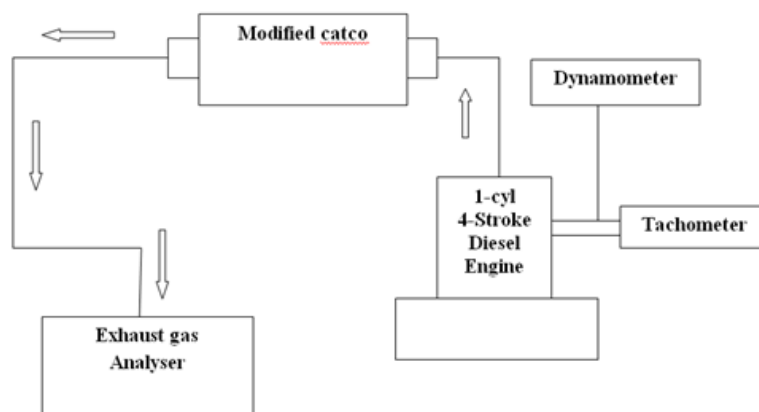 Modified catco
Dynamometer
1-cyl
4-Stroke
Diesel
Engine
Tachometer
Exhaust gas
Analyser